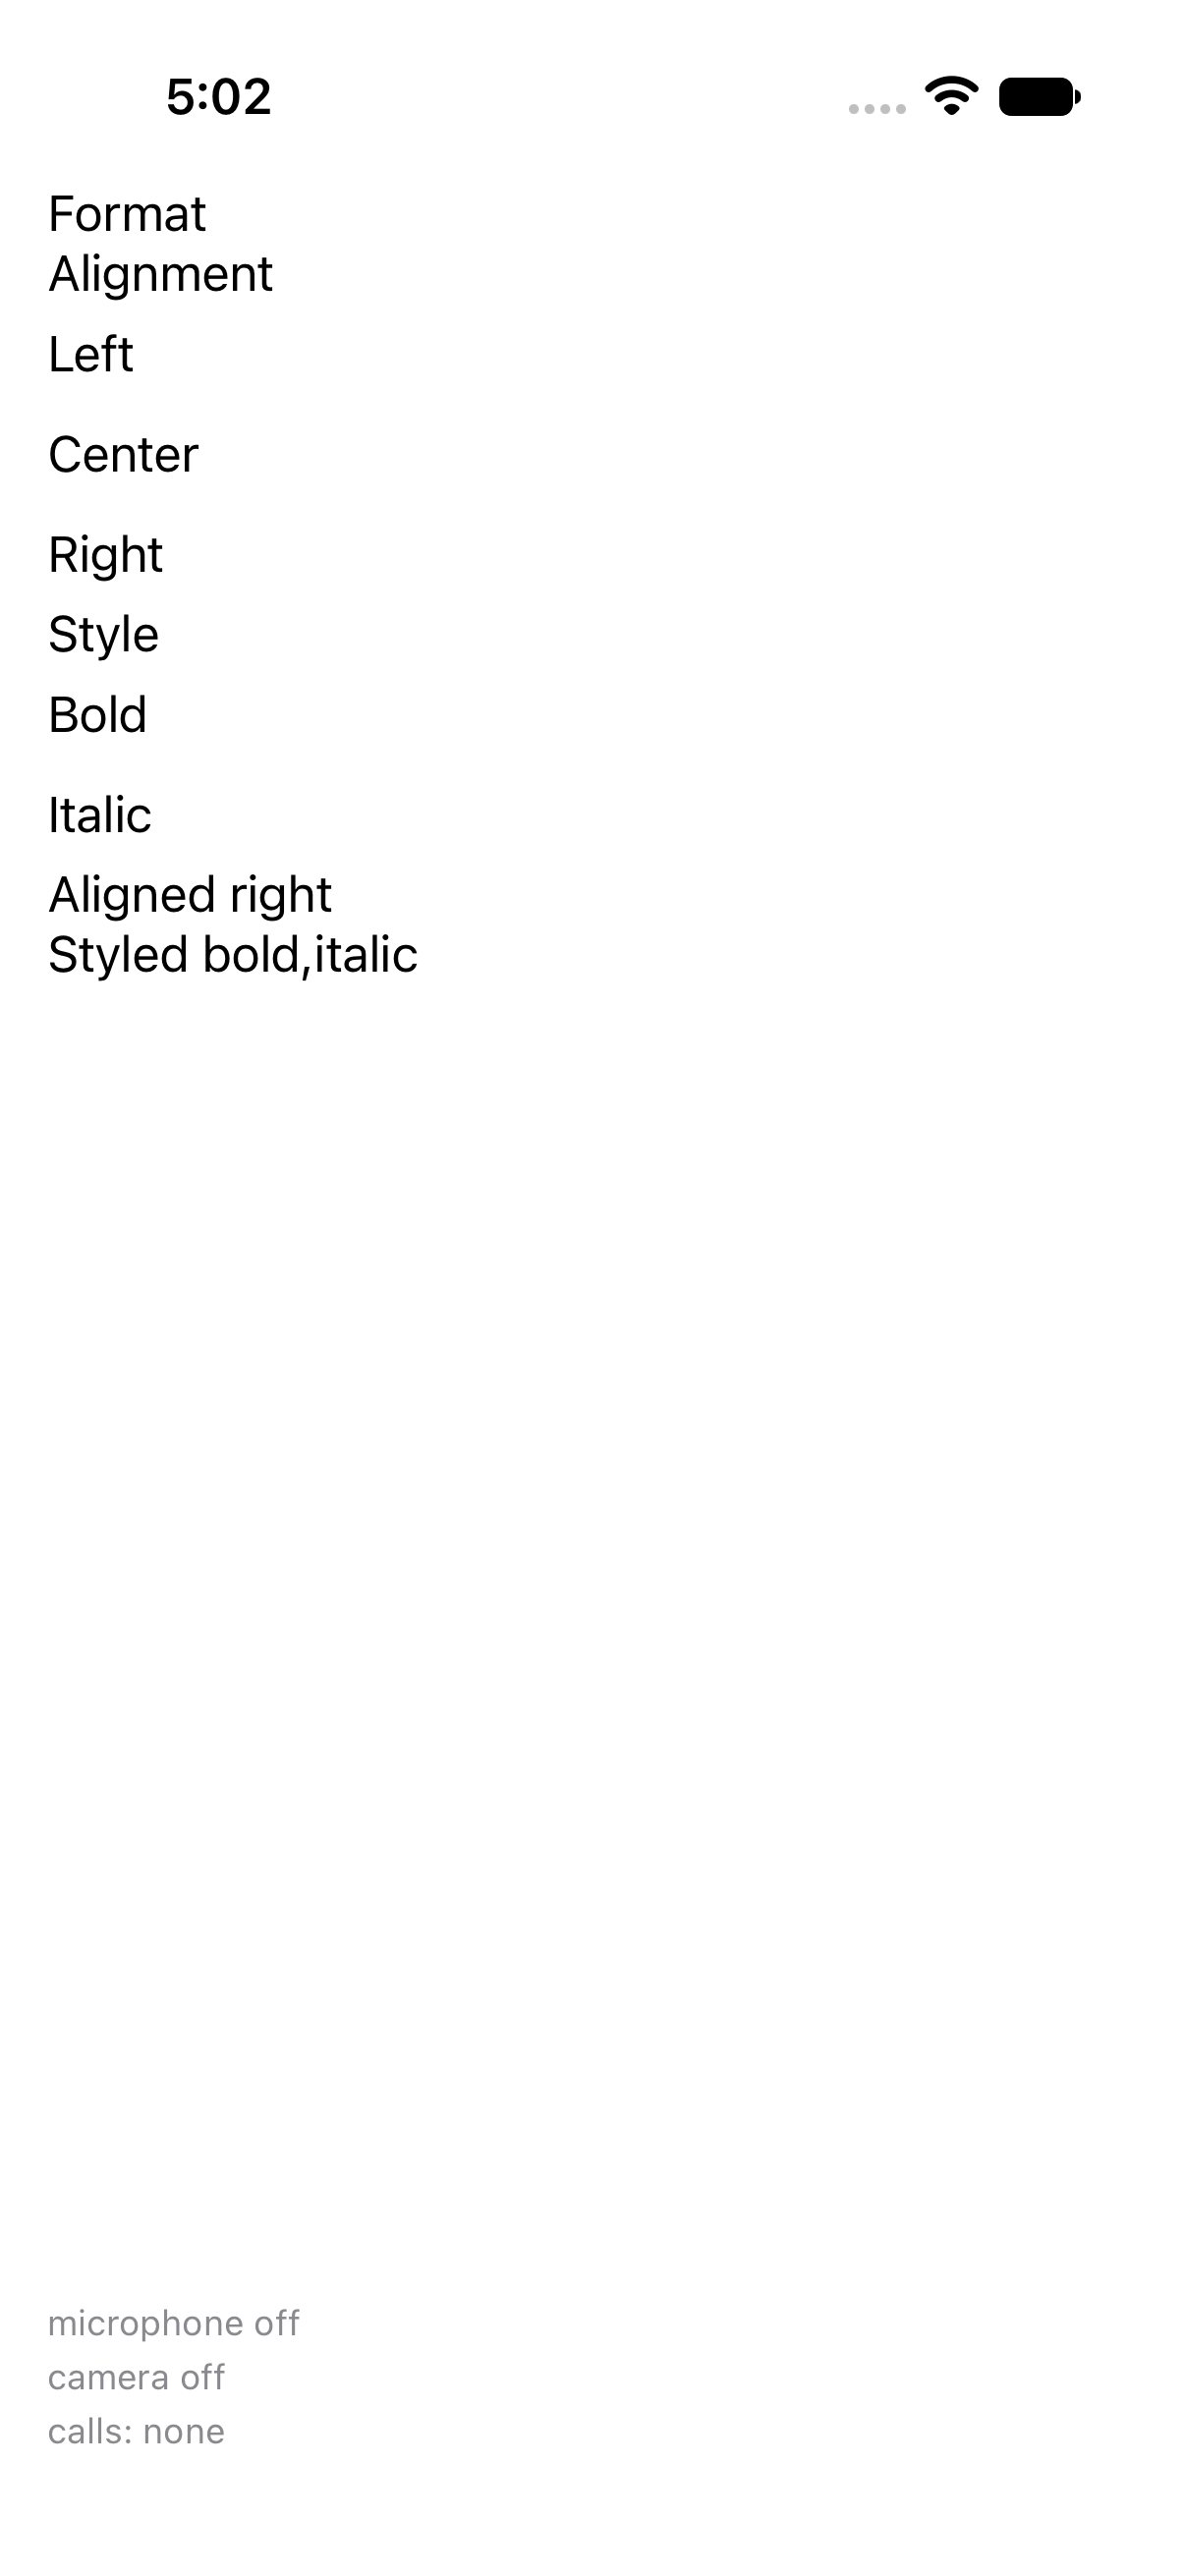 5:02
Format
Alignment
Left
Center
Right
Style
Bold
Italic
Aligned right
Styled bold,italic
microphone off
camera off
calls: none